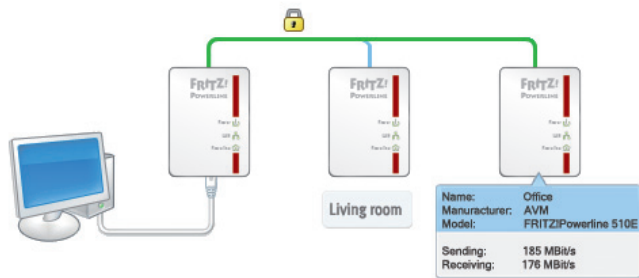 FRITZ!
POWERLINE
FRITZ!
POWERLINE
FRITZ!
POWERLINE
Living room
Name: Office
Manuracturer: AVM
Model: FRITZ!Powerline 510E
Sending: 185 MBit/s
Receiving: 176 MBit/s